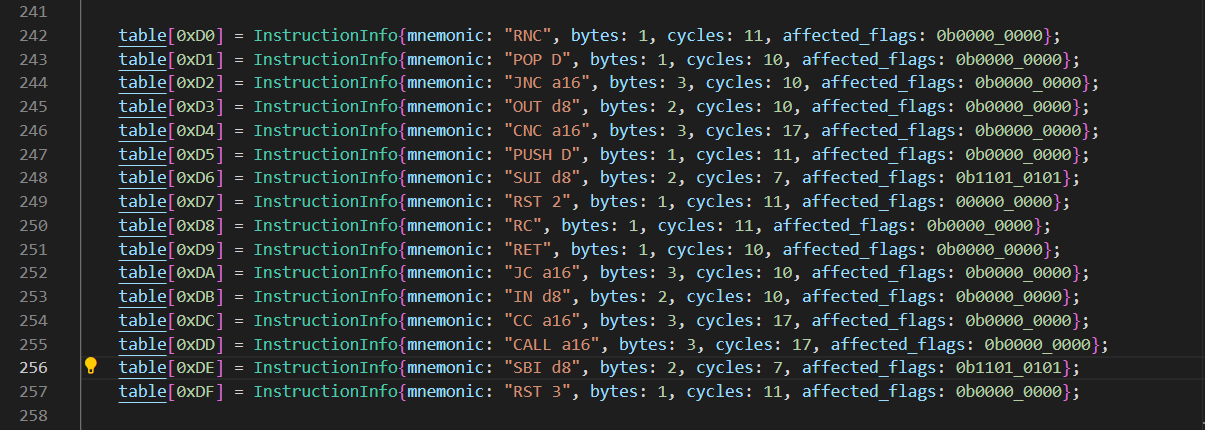 241
242 table[0xD0] = InstructionInfo{mnemonic: "RNC", bytes: 1, cycles: 11, affected_flags: 0b0000_0000};
243 table[0xD1] = InstructionInfo{mnemonic: "POP D", bytes: 1, cycles: 10, affected_flags: 0b0000_0000};
244 table[0xD2] = InstructionInfo{mnemonic: "JNC a16", bytes: 3, cycles: 10, affected_flags: 0b0000_0000};
245 table[0xD3] = InstructionInfo{mnemonic: "OUT d8", bytes: 2, cycles: 10, affected_flags: 0b0000_0000};
246 table[0xD4] = InstructionInfo{mnemonic: "CNC a16", bytes: 3, cycles: 17, affected_flags: 0b0000_0000};
247 table[0xD5] = InstructionInfo{mnemonic: "PUSH D", bytes: 1, cycles: 11, affected_flags: 0b0000_0000};
248 table[0xD6] = InstructionInfo{mnemonic: "SUI d8", bytes: 2, cycles: 7, affected_flags: 0b1101_0101};
249 table[0xD7] = InstructionInfo{mnemonic: "RST 2", bytes: 1, cycles: 11, affected_flags: 00000_0000};
250 table[0xD8] = InstructionInfo{mnemonic: "RC", bytes: 1, cycles: 11, affected_flags: 0b0000_0000};
251 table[0xD9] = InstructionInfo{mnemonic: "RET", bytes: 1, cycles: 10, affected_flags: 0b0000_0000};
252 table[0xDA] = InstructionInfo{mnemonic: "JC a16", bytes: 3, cycles: 10, affected_flags: 0b0000_0000};
253 table[0xDB] = InstructionInfo{mnemonic: "IN d8", bytes: 2, cycles: 10, affected_flags: 0b0000_0000};
254 table[0xDC] = InstructionInfo{mnemonic: "CC a16", bytes: 3, cycles: 17, affected_flags: 0b0000_0000};
255 table[0xDD] = InstructionInfo{mnemonic: "CALL a16", bytes: 3, cycles: 17, affected_flags: 0b0000_0000};
256 table[0xDE] = InstructionInfo{mnemonic: "SBI d8", bytes: 2, cycles: 7, affected_flags: 0b1101_0101};
257 table[0xDF] = InstructionInfo{mnemonic: "RST 3", bytes: 1, cycles: 11, affected_flags: 0b0000_0000};
258